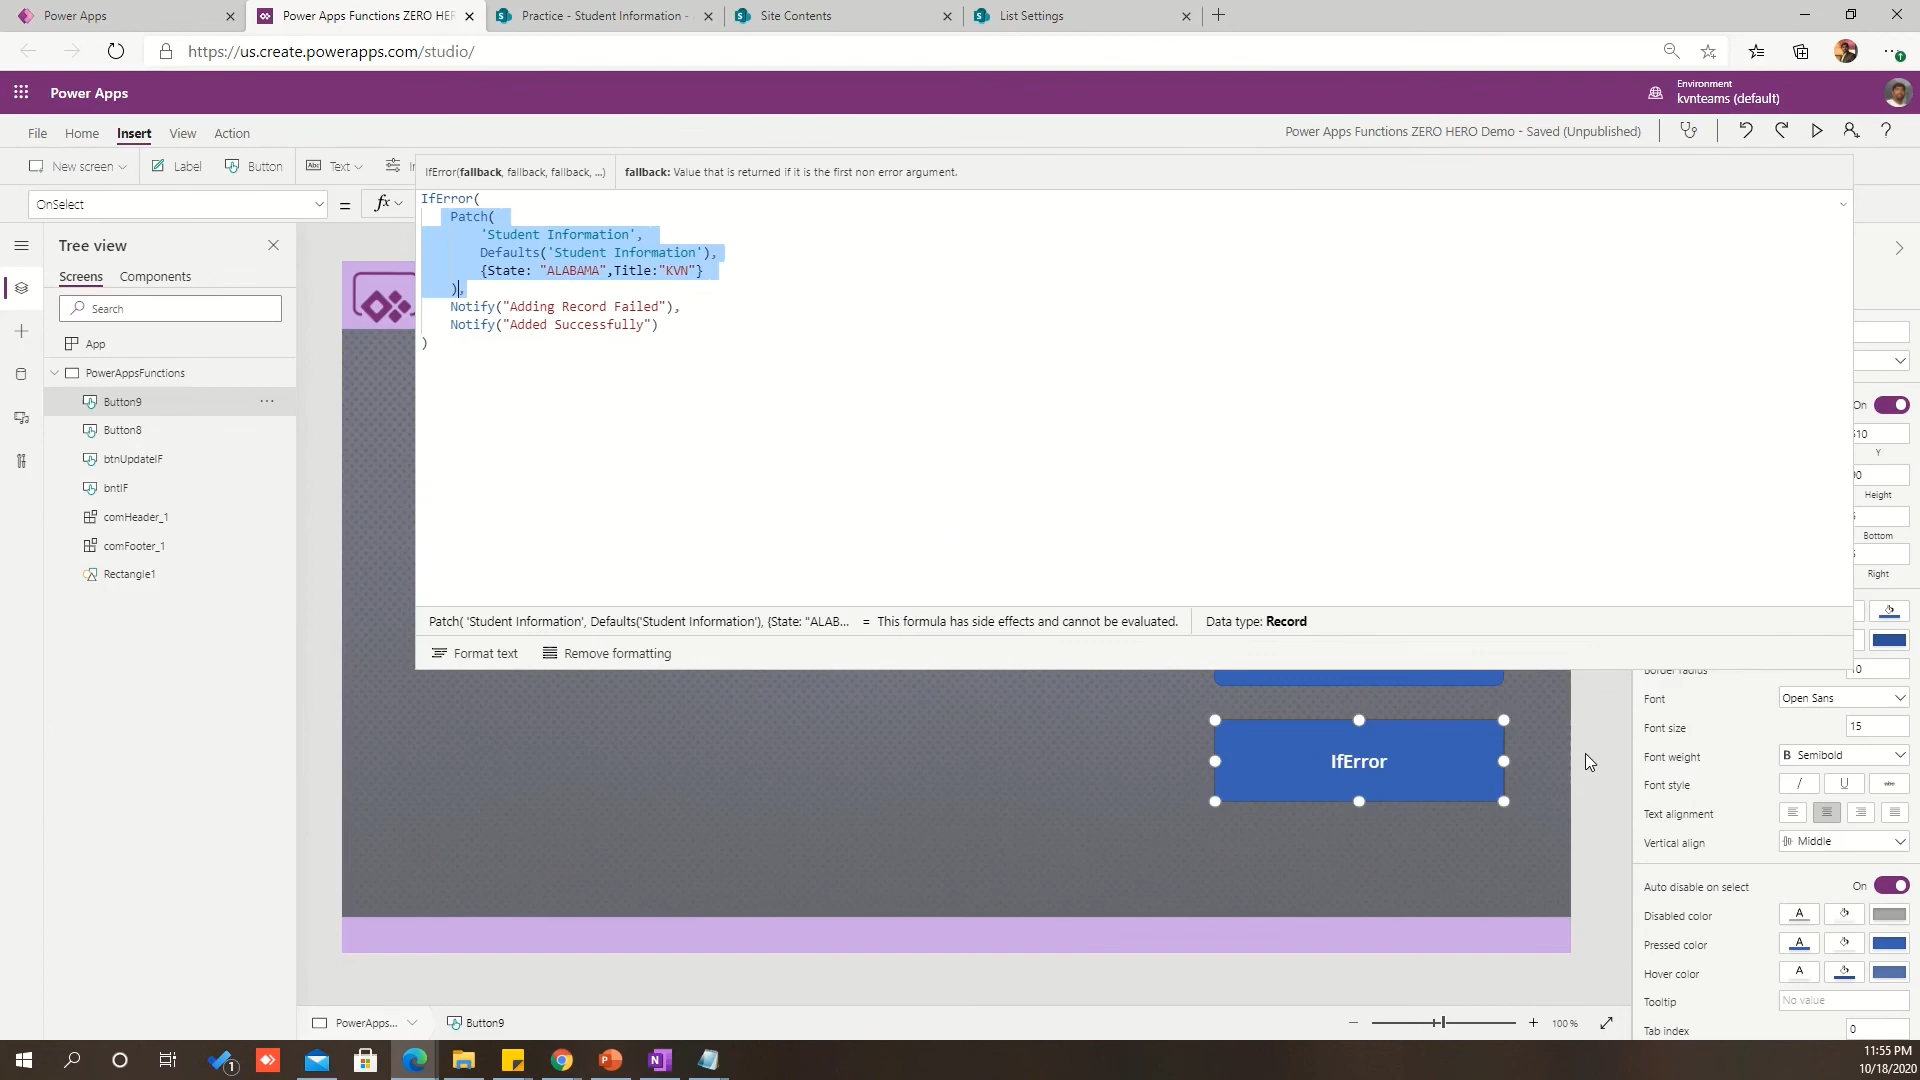 Power Apps
Power Apps Functions ZERO HER
Practice - Student Information -
Site Contents
List Settings
https://us.create.powerapps.com/studio/
Power Apps
Environment
kvnteams (default)
File
Home
Insert
View
Action
Power Apps Functions ZERO HERO Demo - Saved (Unpublished)
New screen
Label
Button
Abc
Text
IfError(fallback, fallback, fallback, ...)
fallback: Value that is returned if it is the first non error argument.
OnSelect
=
fx
IfError(
Patch(
'Student Information',
Defaults('Student Information'),
{State: "ALABAMA",Title:"KVN"}
),
Notify("Adding Record Failed"),
Notify("Added Successfully")
)
Tree view
Screens
Components
Search
App
PowerAppsFunctions
Button9
Button8
btnUpdateIF
bntIF
comHeader_1
comFooter_1
Rectangle1
Patch( 'Student Information', Defaults('Student Information'), {State: "ALAB...
= This formula has side effects and cannot be evaluated.
Data type: Record
Format text
Remove formatting
IfError
On
Y
Height
Bottom
Right
Border radius
Font
Open Sans
Font size
15
Font weight
B Semibold
Font style
Text alignment
Vertical align
Middle
Auto disable on select
On
Disabled color
Pressed color
Hover color
Tooltip
No value
Tab index
0
PowerApps...
Button9
100 %
1
11:55 PM
10/18/2020